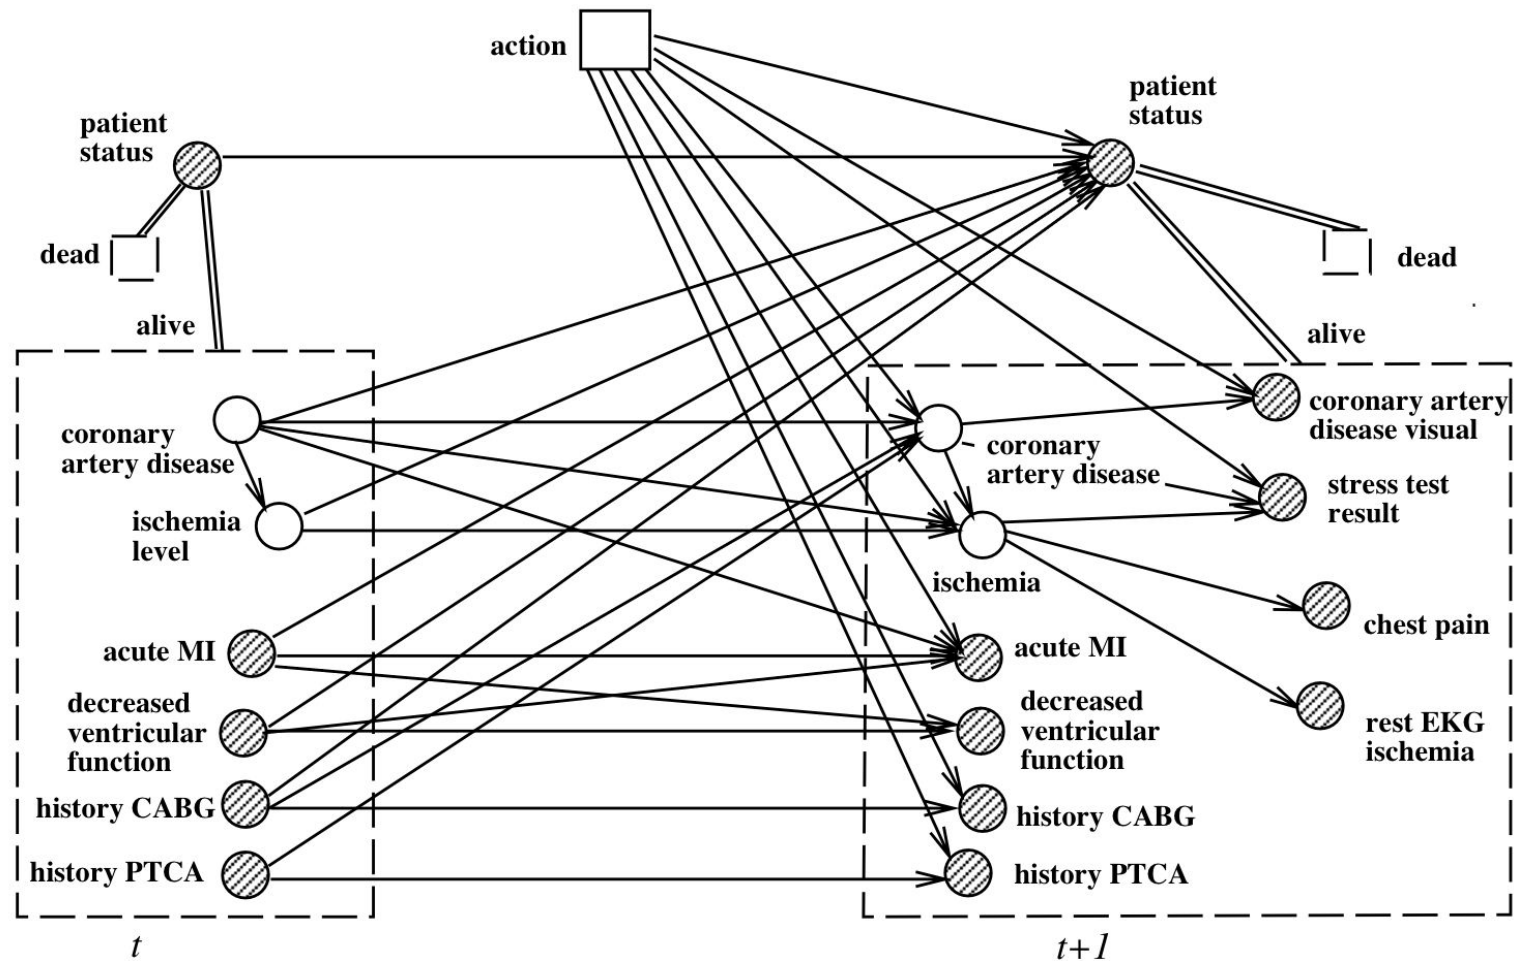 action
patient
status
patient
status
dead
dead
alive
alive
coronary
artery disease
ischemia
level
acute MI
decreased
ventricular
function
history CABG
history PTCA
coronary
artery disease
ischemia
acute MI
decreased
ventricular
function
history CABG
history PTCA
coronary artery
disease visual
stress test
result
chest pain
rest EKG
ischemia
t
t+1